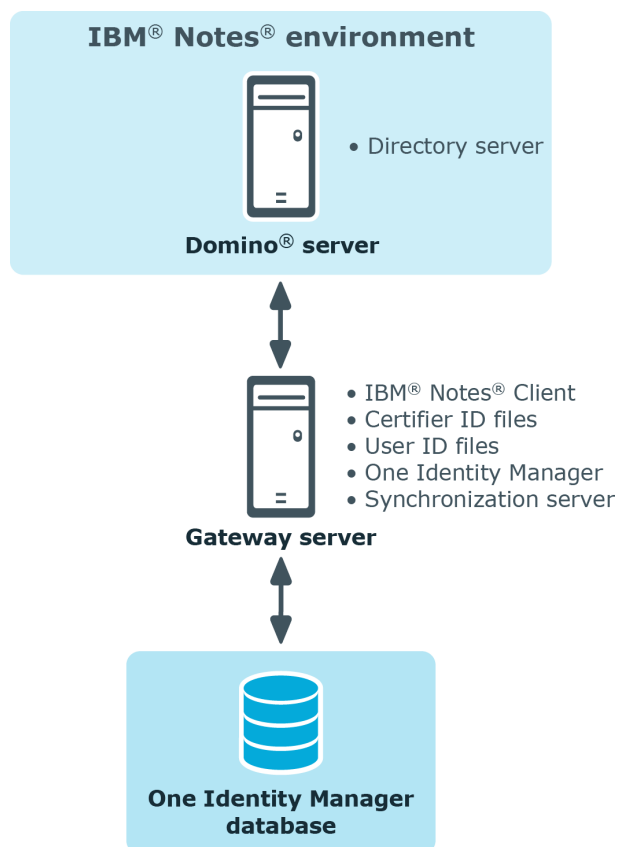 IBM® Notes® environment
• Directory server
Domino® server
• IBM® Notes® Client
• Certifier ID files
• User ID files
• One Identity Manager
• Synchronization server
Gateway server
One Identity Manager
database